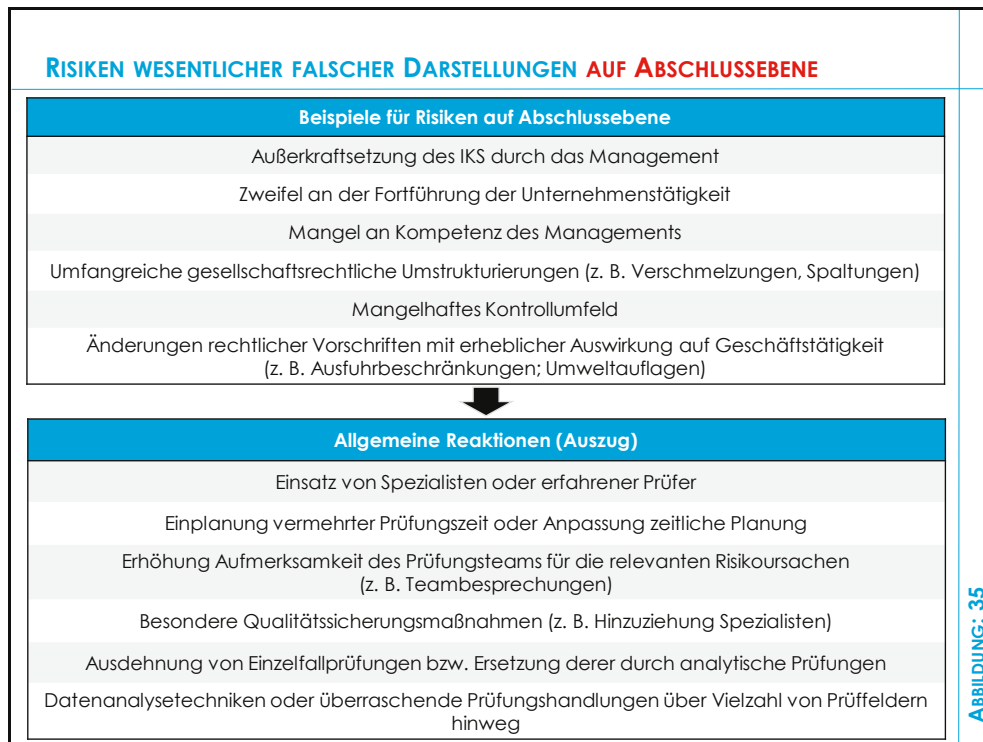 RISIKEN WESENTLICHER FALSCHER DARSTELLUNGEN AUF ABSCHLUSSEBENE
Beispiele für Risiken auf Abschlussebene
Außerkraftsetzung des IKS durch das Management
Zweifel an der Fortführung der Unternehmenstätigkeit
Mangel an Kompetenz des Managements
Umfangreiche gesellschaftsrechtliche Umstrukturierungen (z. B. Verschmelzungen, Spaltungen)
Mangelhaftes Kontrollumfeld
Änderungen rechtlicher Vorschriften mit erheblicher Auswirkung auf Geschäftstätigkeit
(z. B. Ausfuhrbeschränkungen; Umweltauflagen)
Allgemeine Reaktionen (Auszug)
Einsatz von Spezialisten oder erfahrener Prüfer
Einplanung vermehrter Prüfungszeit oder Anpassung zeitliche Planung
Erhöhung Aufmerksamkeit des Prüfungsteams für die relevanten Risikoursachen
(z. B. Teambesprechungen)
Besondere Qualitätssicherungsmaßnahmen (z. B. Hinzuziehung Spezialisten)
Ausdehnung von Einzelfallprüfungen bzw. Ersetzung derer durch analytische Prüfungen
Datenanalysetechniken oder überraschende Prüfungshandlungen über Vielzahl von Prüffeldern
hinweg
ABBILDUNG: 35